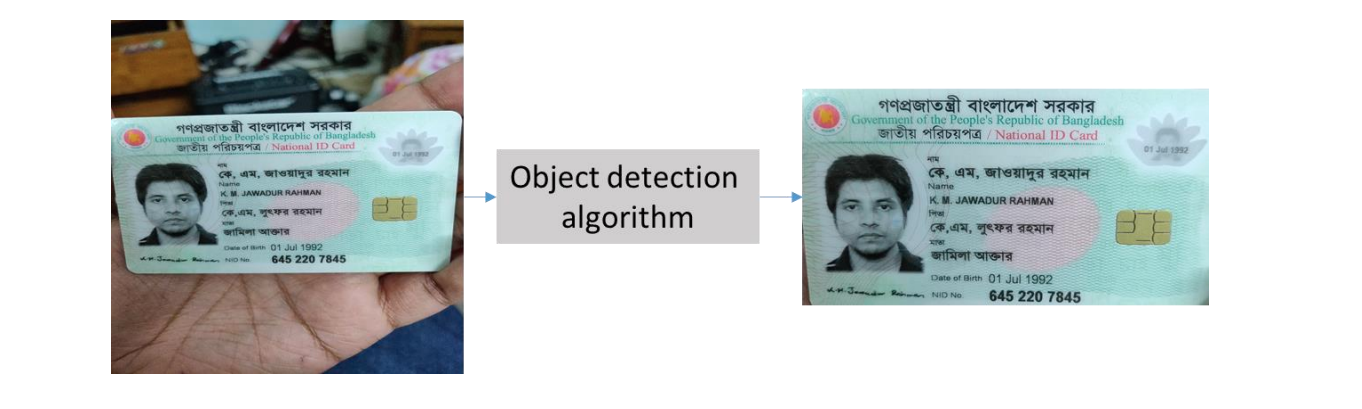 গণপ্রজাতন্ত্রী বাংলাদেশ সরকার
Government of the People's Republic of Bangladesh
জাতীয় পরিচয়পত্র / National ID Card
01 Jul 1992
নাম
কে, এম, জাওয়াদুর রহমান
Name
K. M. JAWADUR RAHMAN
পিতা
কে,এম, লুৎফর রহমান
মাতা
জামিলা আক্তার
Date of Birth 01 Jul 1992
NID No. 645 220 7845
Object detection
algorithm
গণপ্রজাতন্ত্রী বাংলাদেশ সরকার
Government of the People's Republic of Bangladesh
জাতীয় পরিচয়পত্র / National ID Card
01 Jul 1992
নাম
কে, এম, জাওয়াদুর রহমান
Name
K. M. JAWADUR RAHMAN
পিতা
কে,এম, লুৎফর রহমান
মাতা
জামিলা আক্তার
Date of Birth 01 Jul 1992
NID No. 645 220 7845